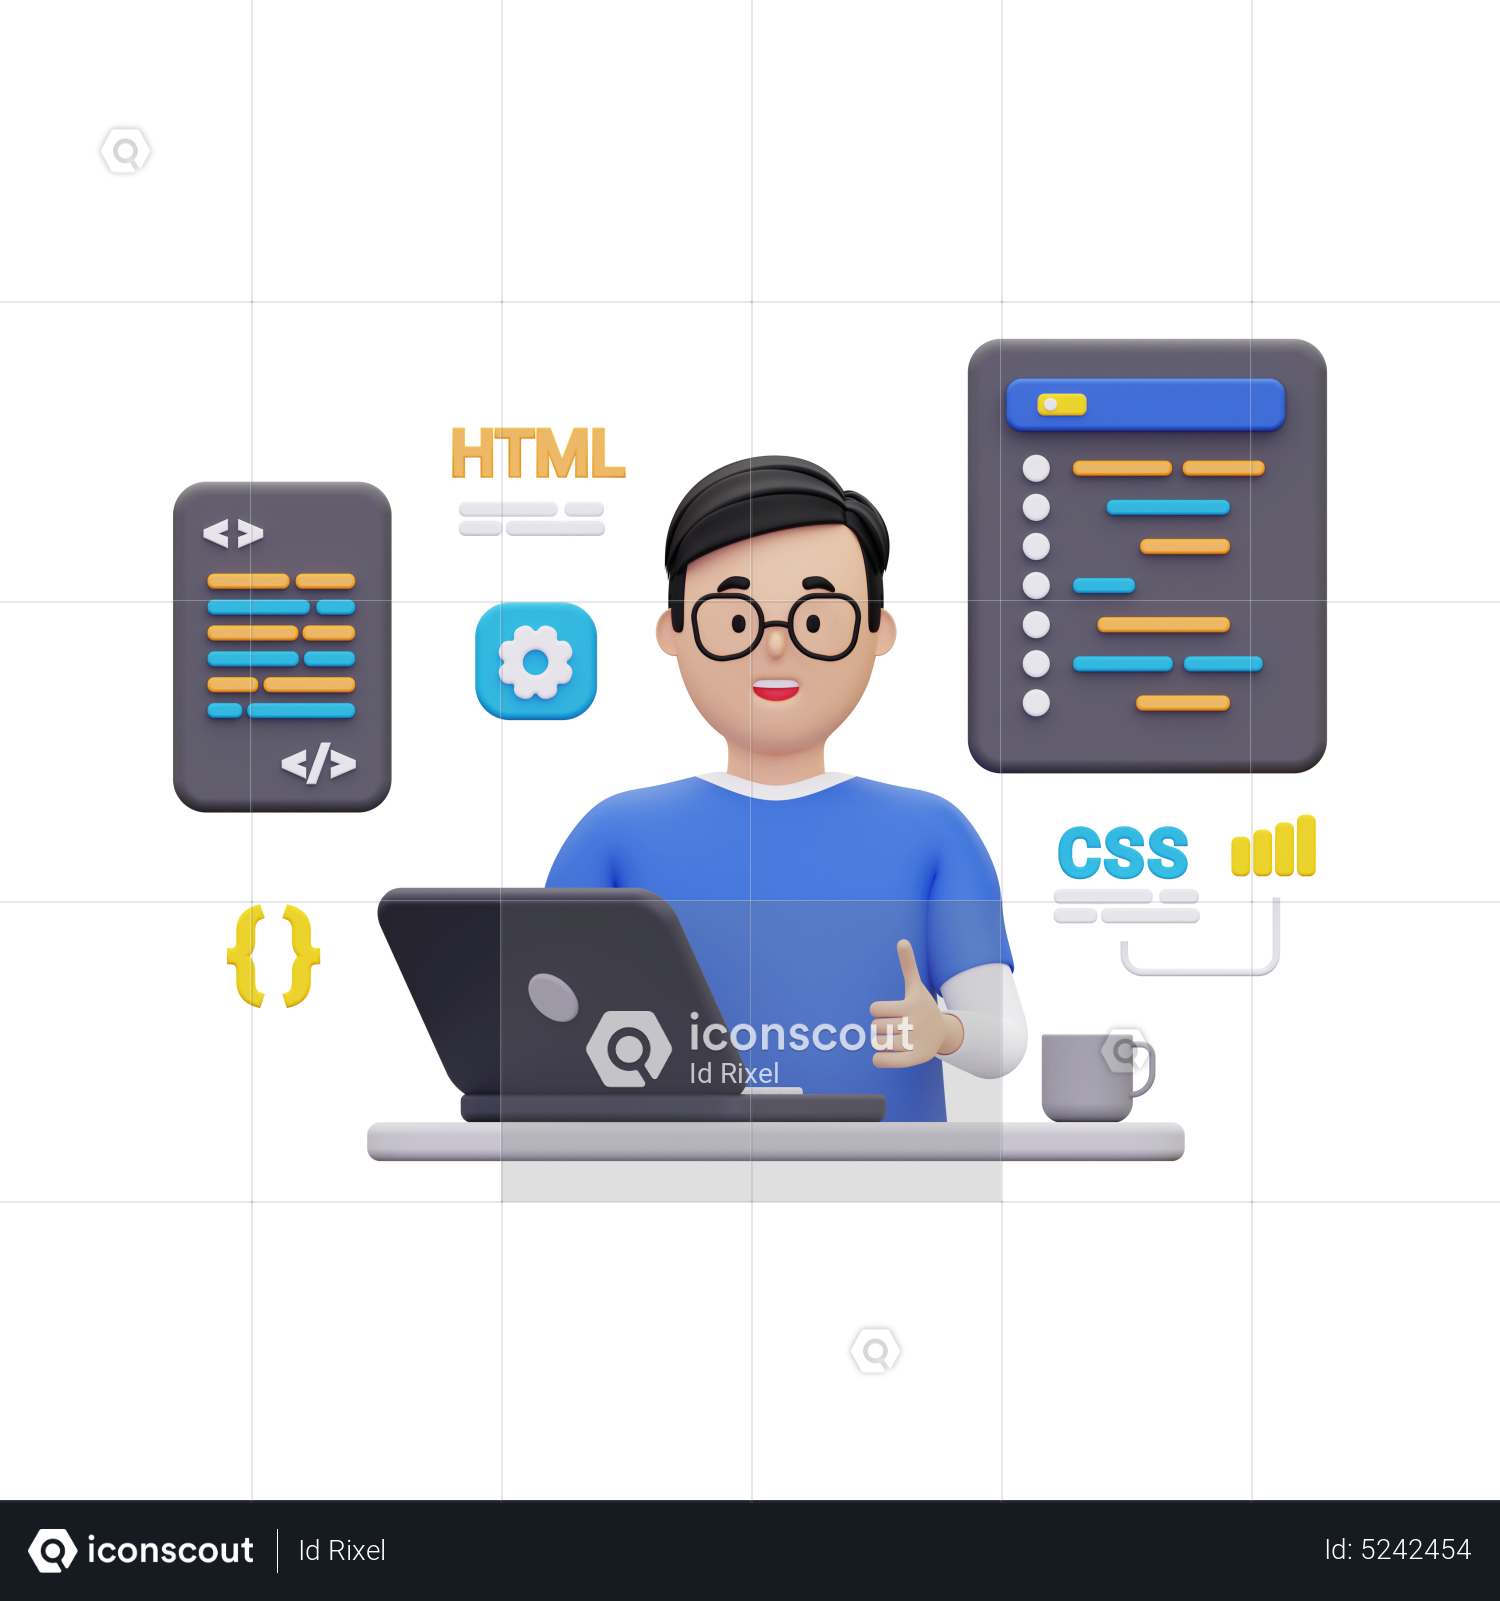 HTML
< >
</>
CSS
{ }
iconscout
Id Rixel
iconscout
Id Rixel
Id: 5242454